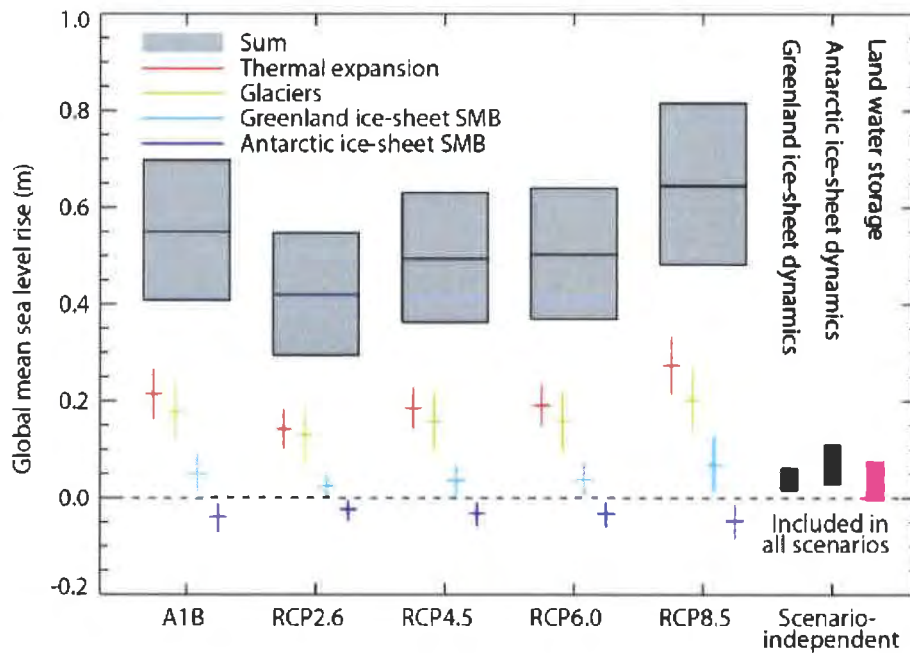 1.0
0.8
0.6
0.4
0.2
0.0
-0.2
Global mean sea level rise (m)
Sum
Thermal expansion
Glaciers
Greenland ice-sheet SMB
Antarctic ice-sheet SMB
Greenland ice-sheet dynamics
Antarctic ice-sheet dynamics
Land water storage
Included in
all scenarios
A1B
RCP2.6
RCP4.5
RCP6.0
RCP8.5
Scenario-
independent